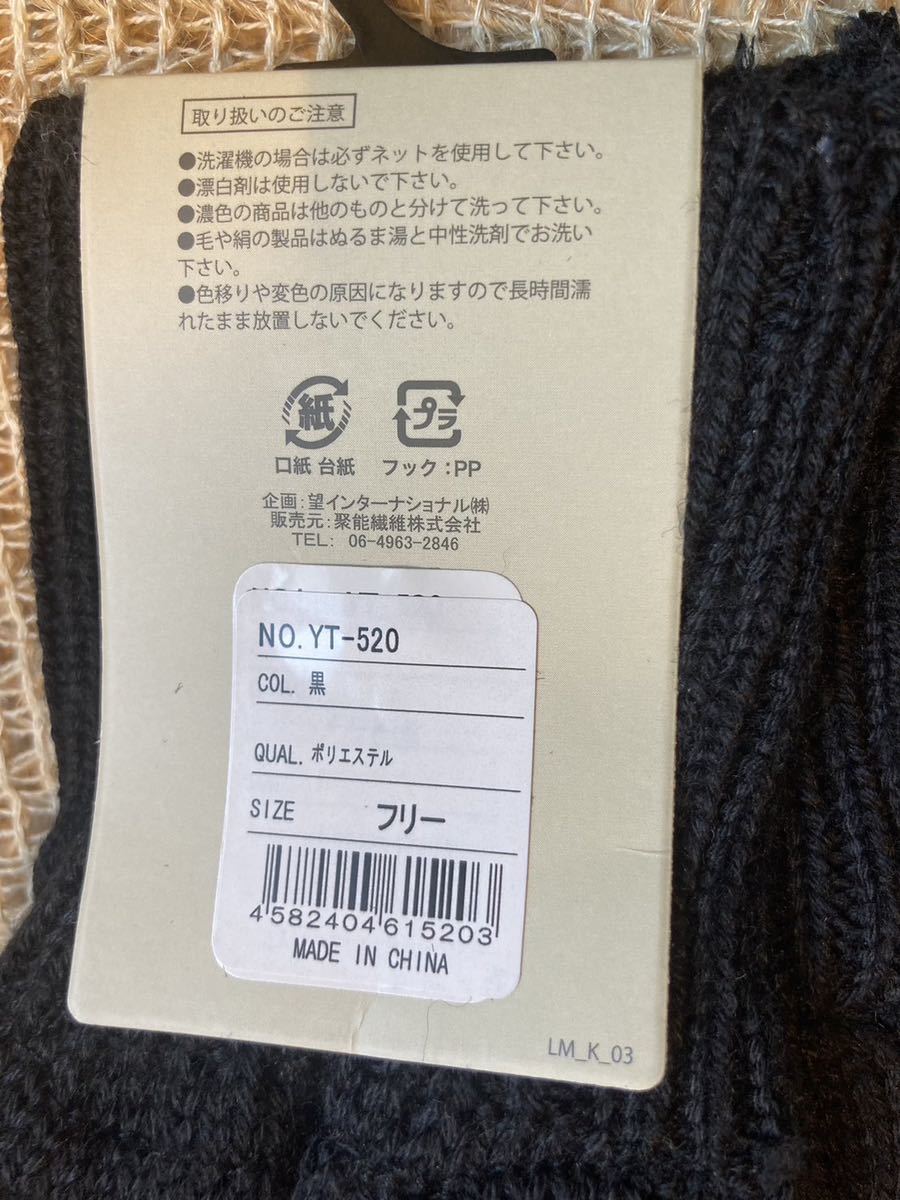 取り扱いのご注意
●洗濯機の場合は必ずネットを使用して下さい。
●漂白剤は使用しないで下さい。
●濃色の商品は他のものと分けて洗って下さい。
●毛や絹の製品はぬるま湯と中性洗剤でお洗い
下さい。
●色移りや変色の原因になりますので長時間濡
れたまま放置しないでください。
紙 プラ
口紙 台紙 フック:PP
企画:望インターナショナル㈱
販売元:聚能繊維株式会社
TEL: 06-4963-2846
NO.YT-520
COL. 黒
QUAL. ポリエステル
SIZE フリー
4582404615203
MADE IN CHINA
LM_K_03